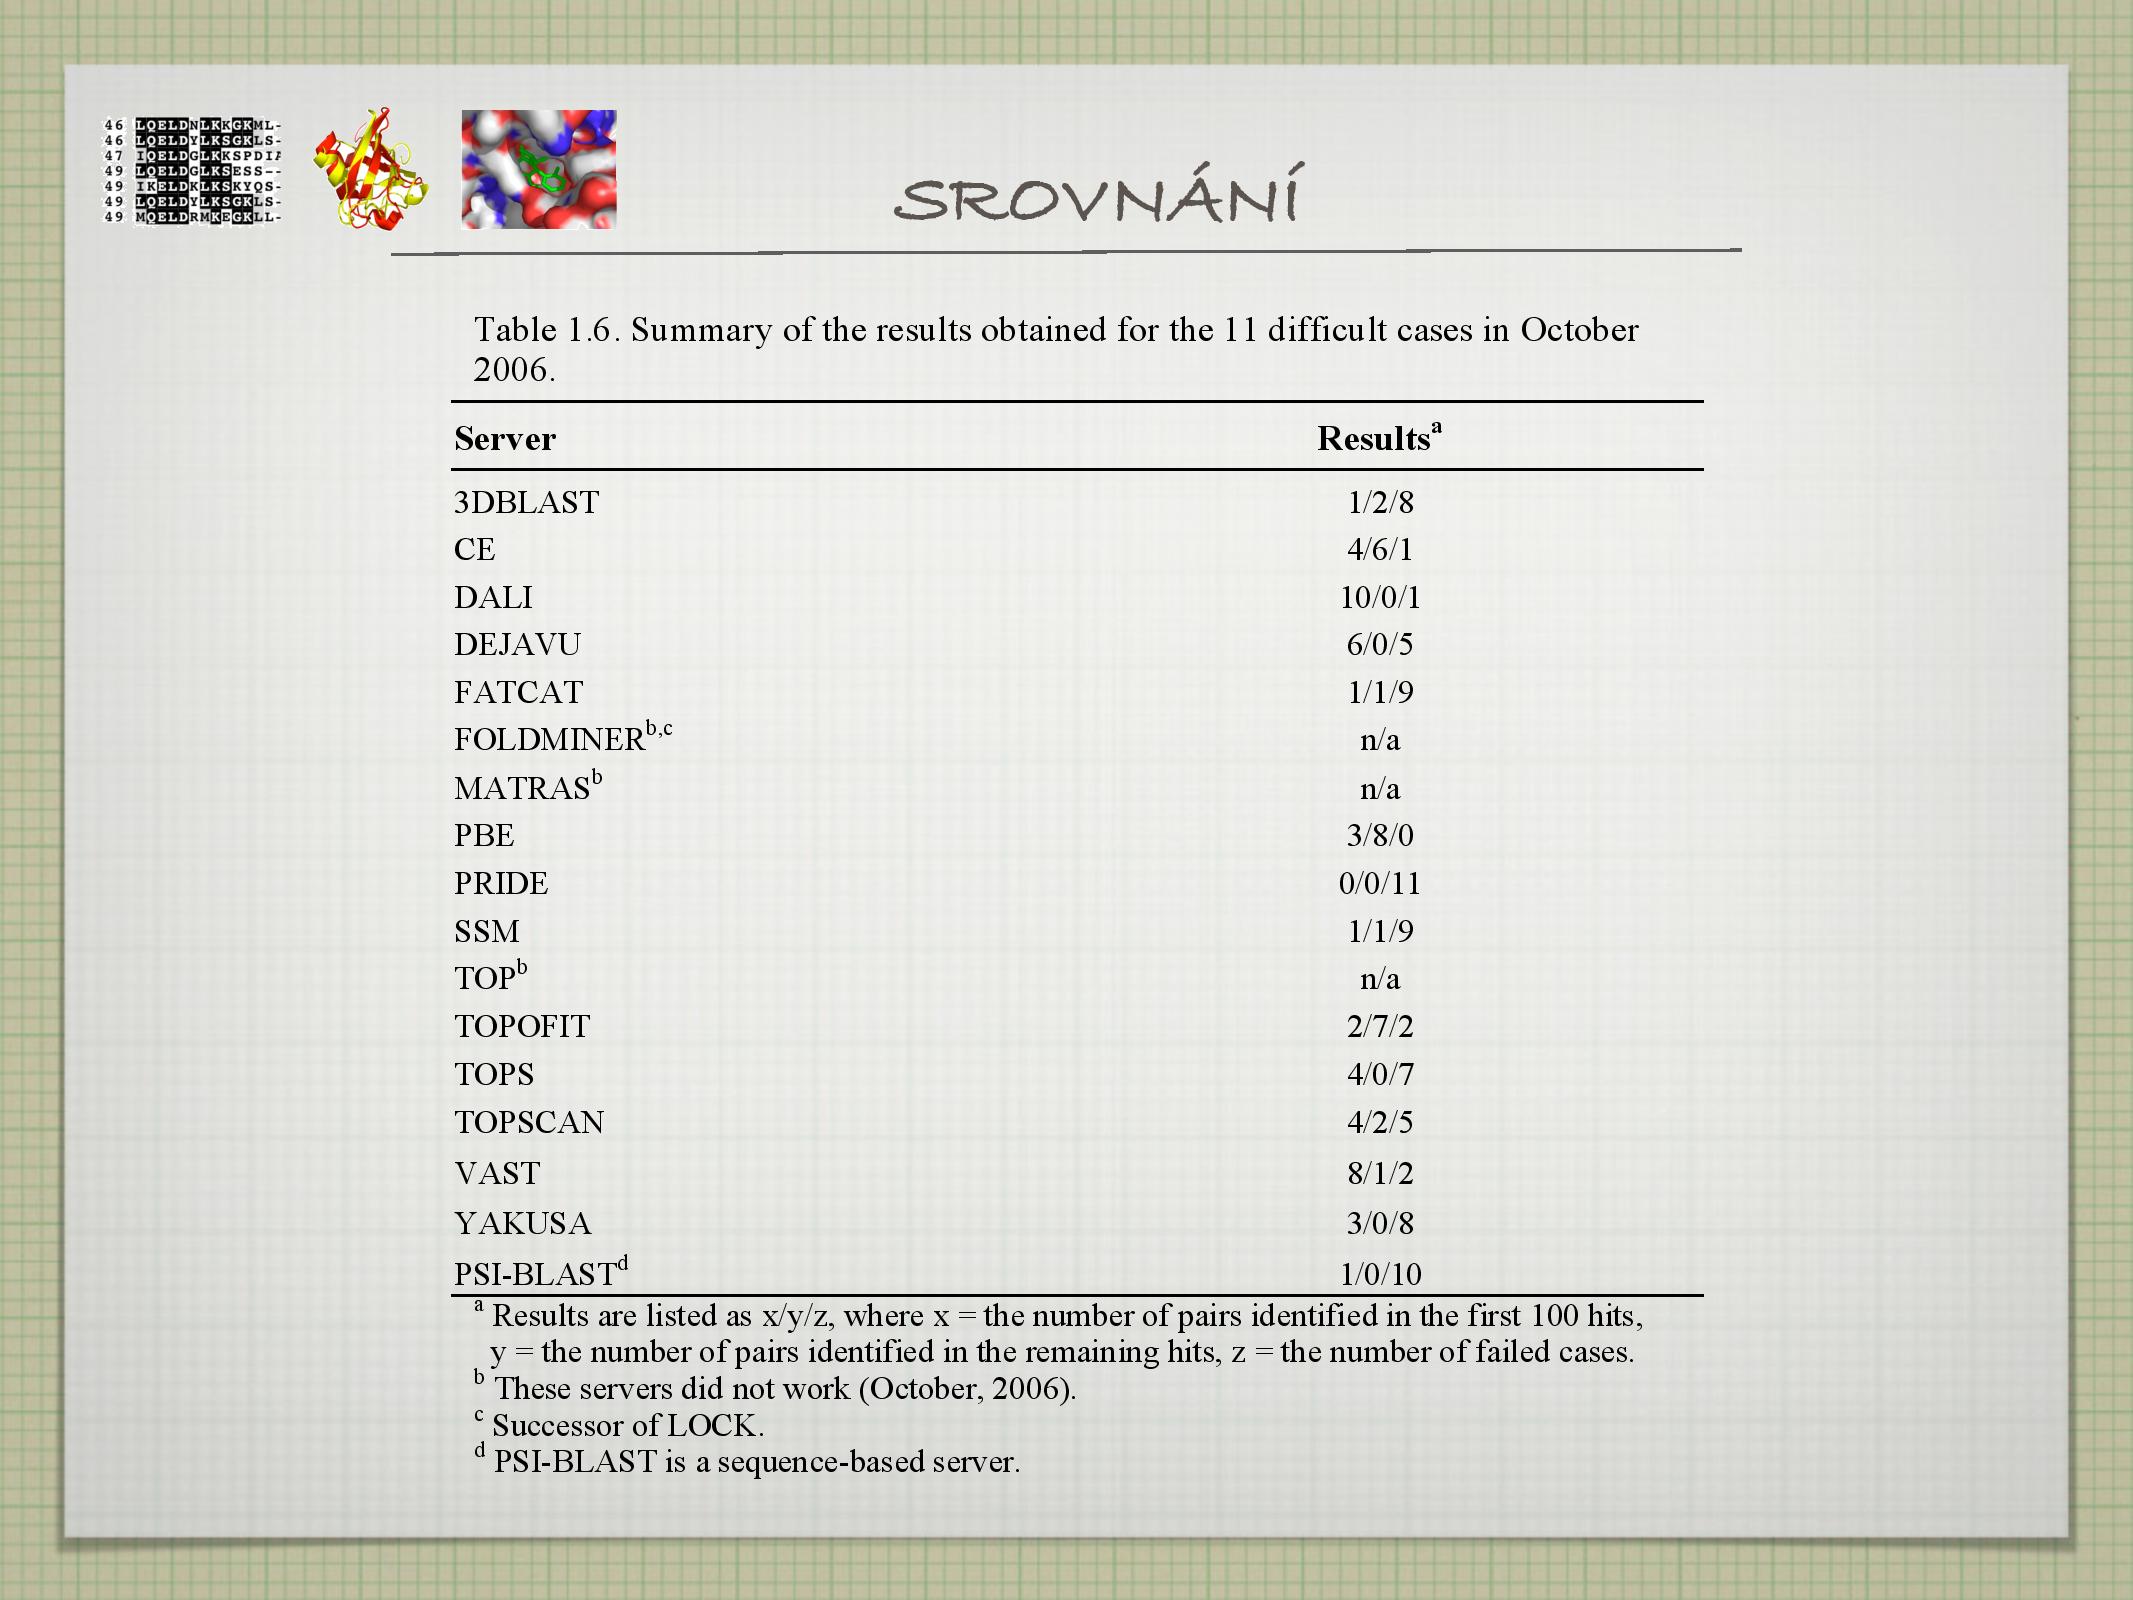 46 LQELDNLKKGKML-
46 LQELDYLKSGKLS-
47 IQELDGLKKSPDI
49 LQELDGLKSESS--
49 IKELDKLKSKYQS-
49 LQELDYLKSGKLS-
49 MQELDRMKEGKLL-
SROVNÁNÍ
Table 1.6. Summary of the results obtained for the 11 difficult cases in October
2006.
Server Resultsᵃ
3DBLAST 1/2/8
CE 4/6/1
DALI 10/0/1
DEJAVU 6/0/5
FATCAT 1/1/9
FOLDMINERᵇ,ᶜ n/a
MATRASᵇ n/a
PBE 3/8/0
PRIDE 0/0/11
SSM 1/1/9
TOPᵇ n/a
TOPOFIT 2/7/2
TOPS 4/0/7
TOPSCAN 4/2/5
VAST 8/1/2
YAKUSA 3/0/8
PSI-BLASTᵈ 1/0/10
ᵃ Results are listed as x/y/z, where x = the number of pairs identified in the first 100 hits,
y = the number of pairs identified in the remaining hits, z = the number of failed cases.
ᵇ These servers did not work (October, 2006).
ᶜ Successor of LOCK.
ᵈ PSI-BLAST is a sequence-based server.